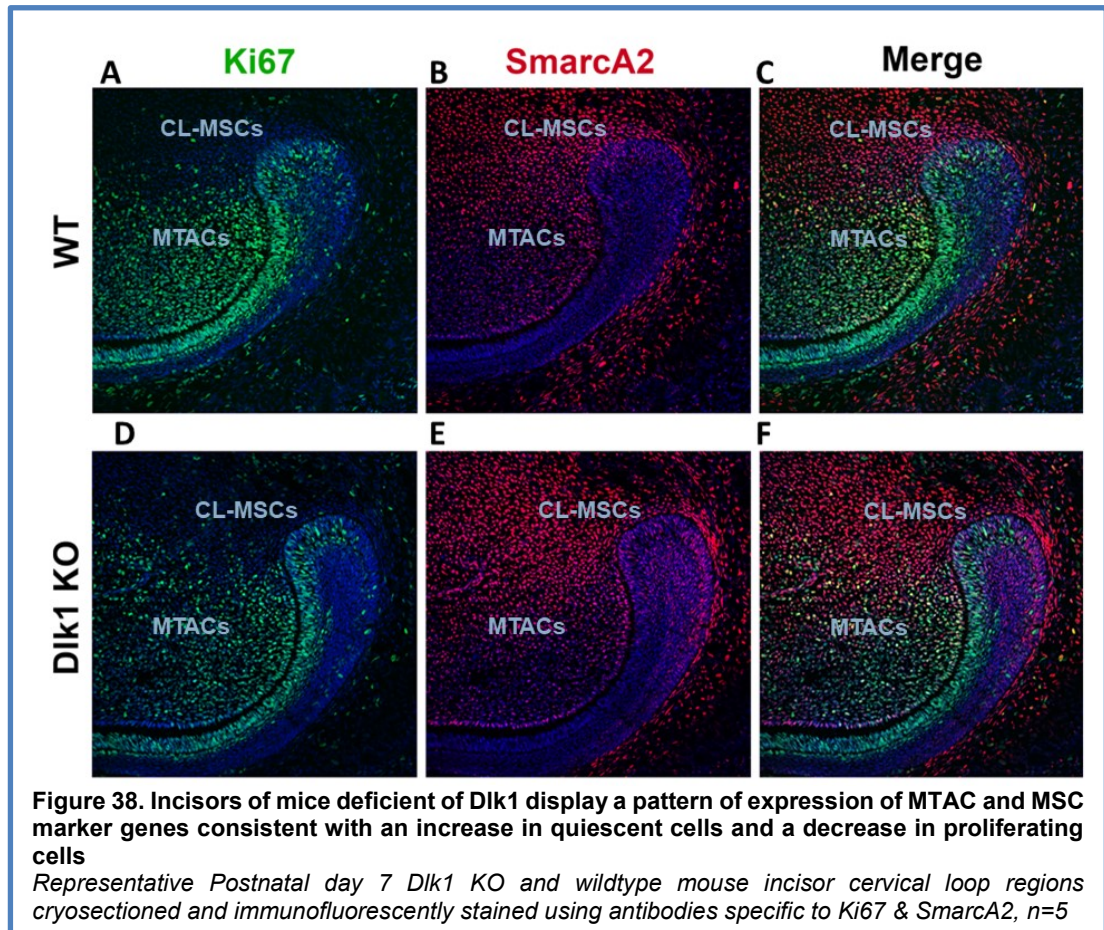 A Ki67 B SmarcA2 C Merge
CL-MSCs CL-MSCs CL-MSCs
WT
MTACs MTACs MTACs
D E F
CL-MSCs CL-MSCs CL-MSCs
Dlk1 KO
MTACs MTACs MTACs
Figure 38. Incisors of mice deficient of Dlk1 display a pattern of expression of MTAC and MSC
marker genes consistent with an increase in quiescent cells and a decrease in proliferating
cells
Representative Postnatal day 7 Dlk1 KO and wildtype mouse incisor cervical loop regions
cryosectioned and immunofluorescently stained using antibodies specific to Ki67 & SmarcA2, n=5